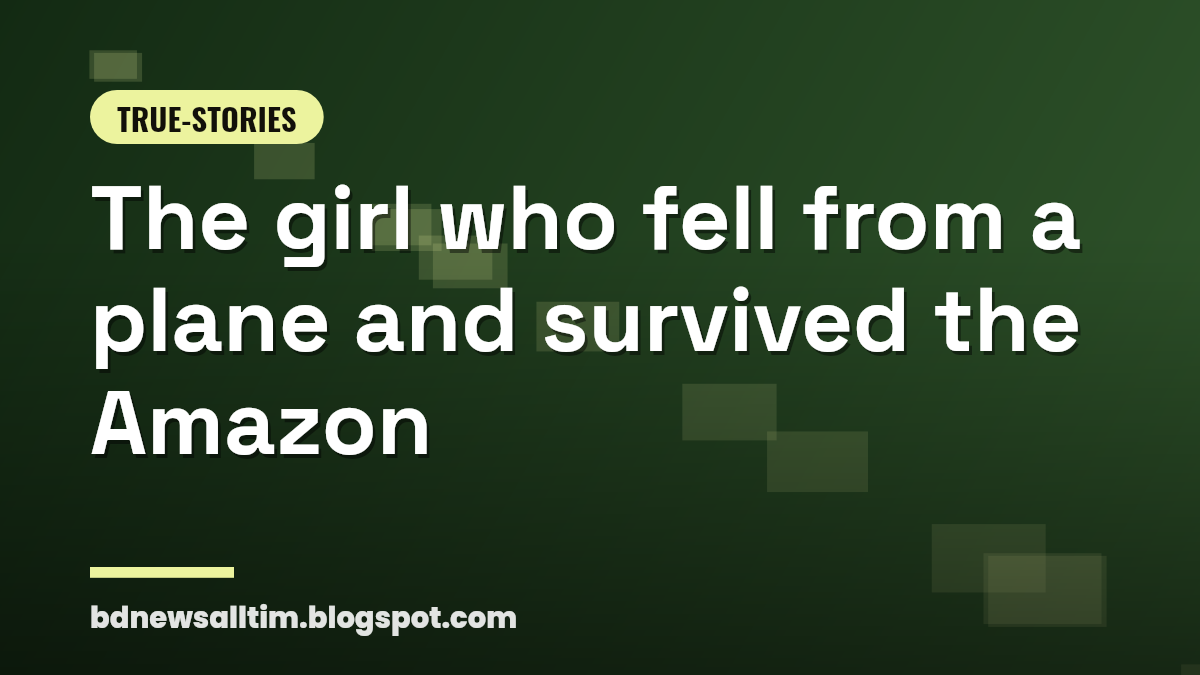 TRUE-STORIES
The girl who fell from a
plane and survived the
Amazon
bdnewsalltim.blogspot.com